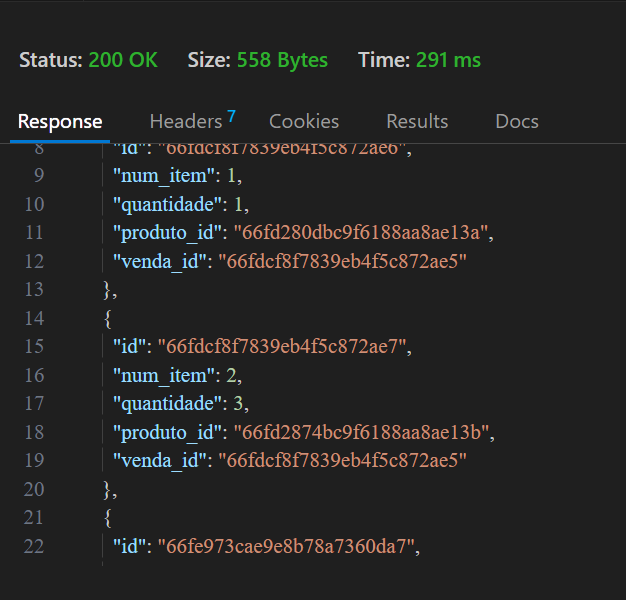 Status: 200 OK Size: 558 Bytes Time: 291 ms
Response Headers 7 Cookies Results Docs
8 "id": "66fdcf8f7839eb4f5c872ae6",
9 "num_item": 1,
10 "quantidade": 1,
11 "produto_id": "66fd280dbc9f6188aa8ae13a",
12 "venda_id": "66fdcf8f7839eb4f5c872ae5"
13 },
14 {
15 "id": "66fdcf8f7839eb4f5c872ae7",
16 "num_item": 2,
17 "quantidade": 3,
18 "produto_id": "66fd2874bc9f6188aa8ae13b",
19 "venda_id": "66fdcf8f7839eb4f5c872ae5"
20 },
21 {
22 "id": "66fe973cae9e8b78a7360da7",